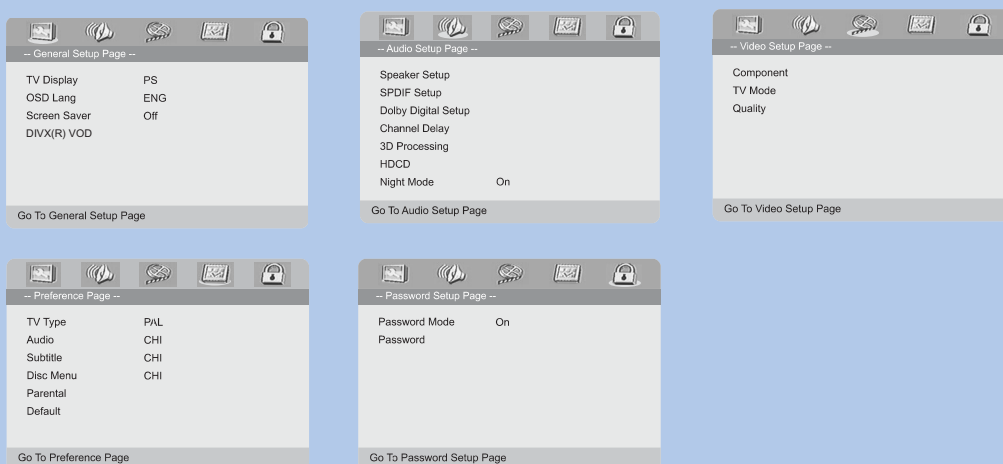 -- General Setup Page --
TV Display PS
OSD Lang ENG
Screen Saver Off
DIVX(R) VOD
Go To General Setup Page
-- Audio Setup Page --
Speaker Setup
SPDIF Setup
Dolby Digital Setup
Channel Delay
3D Processing
HDCD
Night Mode On
Go To Audio Setup Page
-- Video Setup Page --
Component
TV Mode
Quality
Go To Video Setup Page
-- Preference Page --
TV Type PAL
Audio CHI
Subtitle CHI
Disc Menu CHI
Parental
Default
Go To Preference Page
-- Password Setup Page --
Password Mode On
Password
Go To Password Setup Page